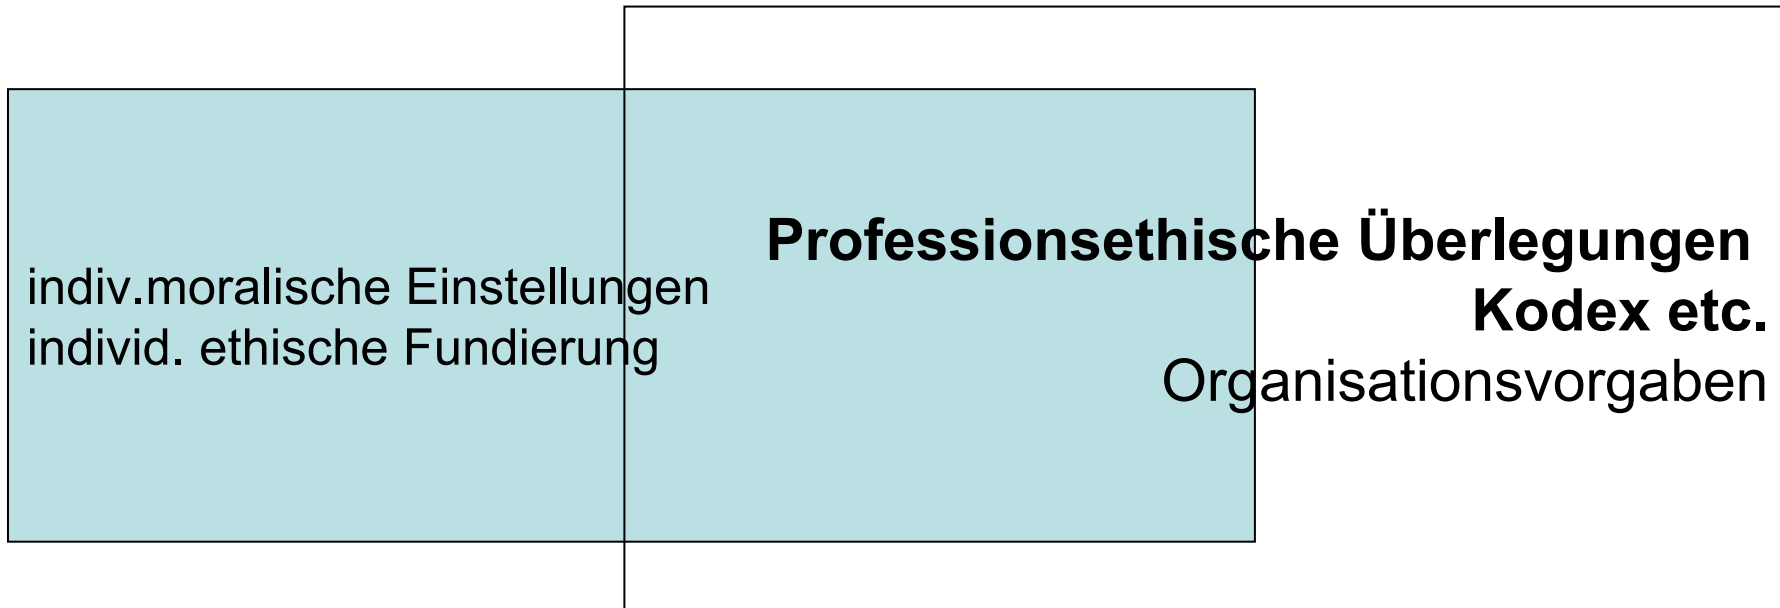 indiv.moralische Einstellungen
individ. ethische Fundierung
Professionsethische Überlegungen
Kodex etc.
Organisationsvorgaben